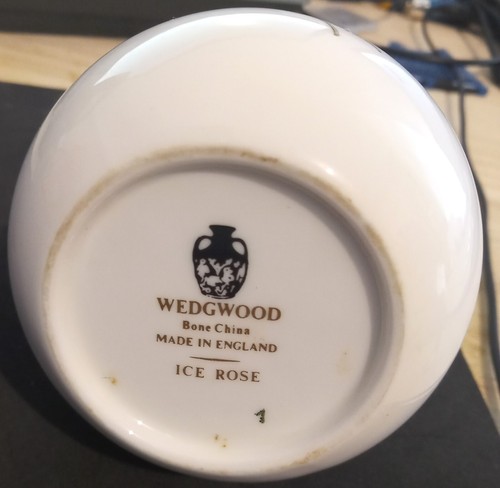 WEDGWOOD
Bone China
MADE IN ENGLAND
ICE ROSE
1